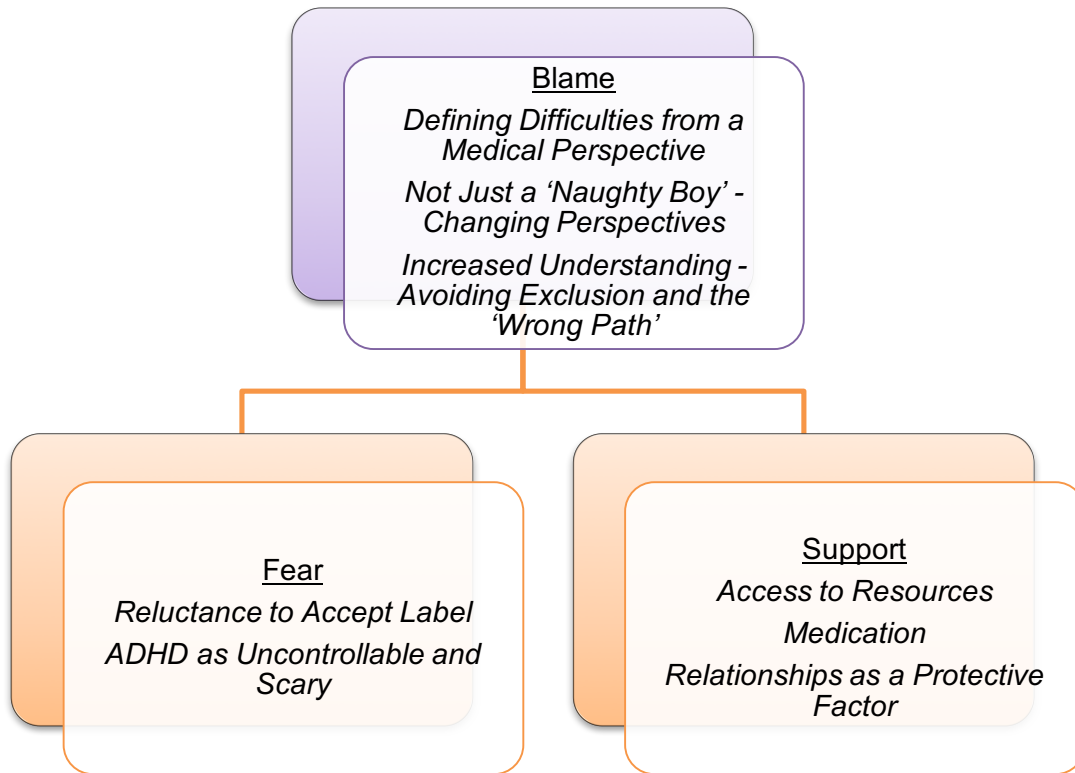 Blame
Defining Difficulties from a
Medical Perspective
Not Just a ‘Naughty Boy’ -
Changing Perspectives
Increased Understanding -
Avoiding Exclusion and the
‘Wrong Path’
Fear
Reluctance to Accept Label
ADHD as Uncontrollable and
Scary
Support
Access to Resources
Medication
Relationships as a Protective
Factor